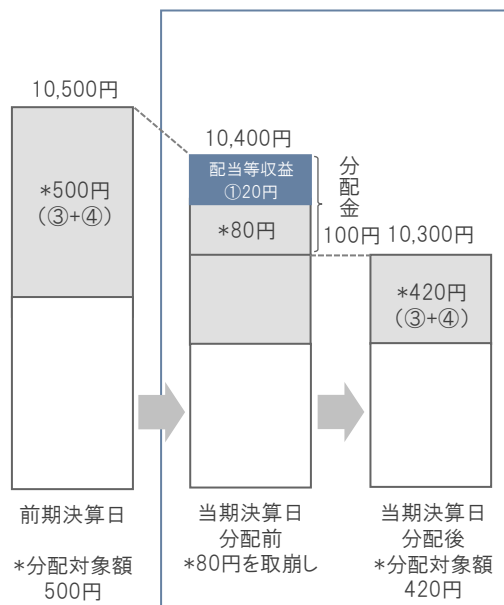 10,500円
*500円
（③+④）
前期決算日
*分配対象額
500円
10,400円
配当等収益
①20円
*80円
分配金
100円
当期決算日
分配前
*80円を取崩し
10,300円
*420円
（③+④）
当期決算日
分配後
*分配対象額
420円